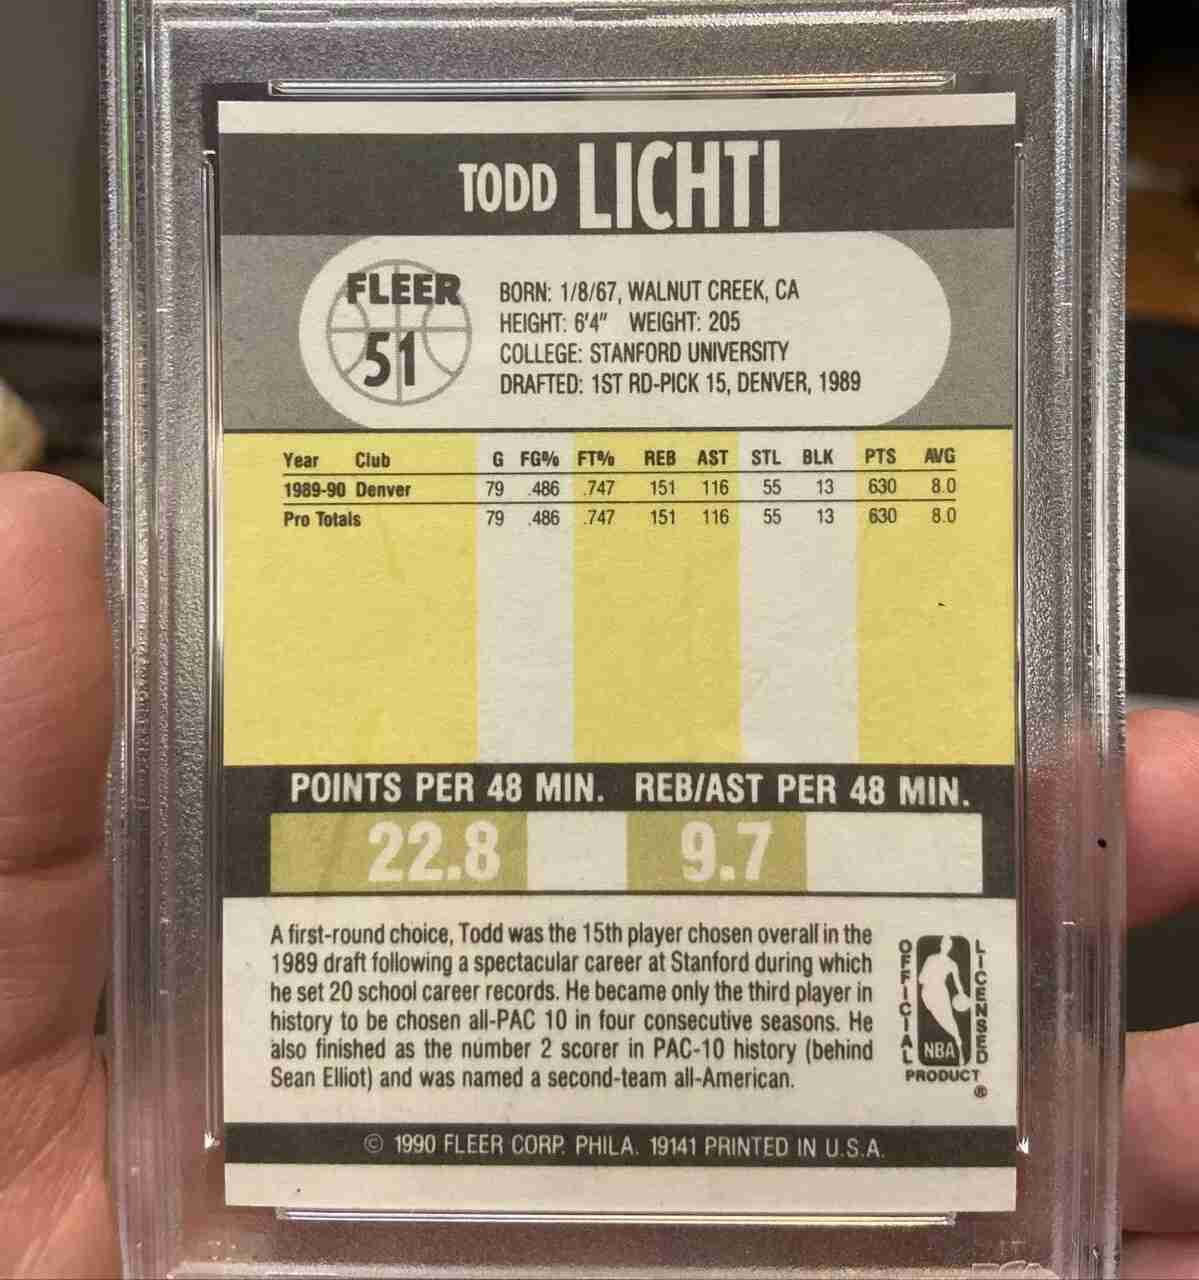 TODD LICHTI
FLEER
51
BORN: 1/8/67, WALNUT CREEK, CA
HEIGHT: 6'4" WEIGHT: 205
COLLEGE: STANFORD UNIVERSITY
DRAFTED: 1ST RD-PICK 15, DENVER, 1989
Year Club G FG% FT% REB AST STL BLK PTS AVG
1989-90 Denver 79 .486 .747 151 116 55 13 630 8.0
Pro Totals 79 .486 .747 151 116 55 13 630 8.0
POINTS PER 48 MIN. REB/AST PER 48 MIN.
22.8 9.7
A first-round choice, Todd was the 15th player chosen overall in the
1989 draft following a spectacular career at Stanford during which
he set 20 school career records. He became only the third player in
history to be chosen all-PAC 10 in four consecutive seasons. He
also finished as the number 2 scorer in PAC-10 history (behind
Sean Elliot) and was named a second-team all-American.
OFFICIAL
LICENSED
NBA
PRODUCT
®
© 1990 FLEER CORP. PHILA. 19141 PRINTED IN U.S.A.